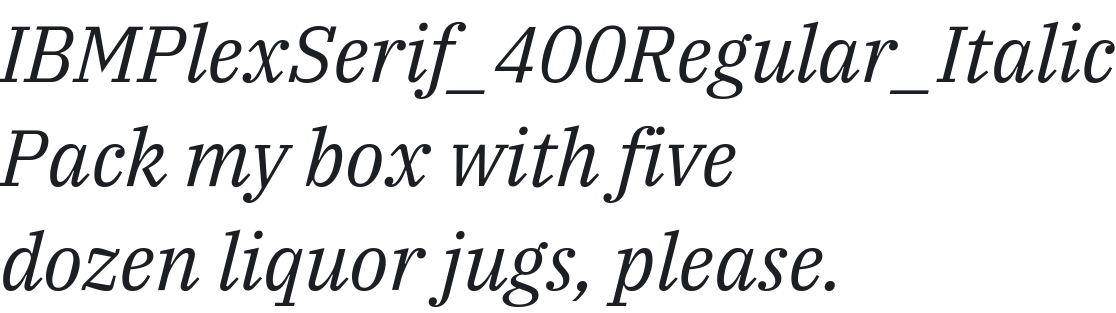 IBMPlexSerif_400Regular_Italic
Pack my box with five
dozen liquor jugs, please.